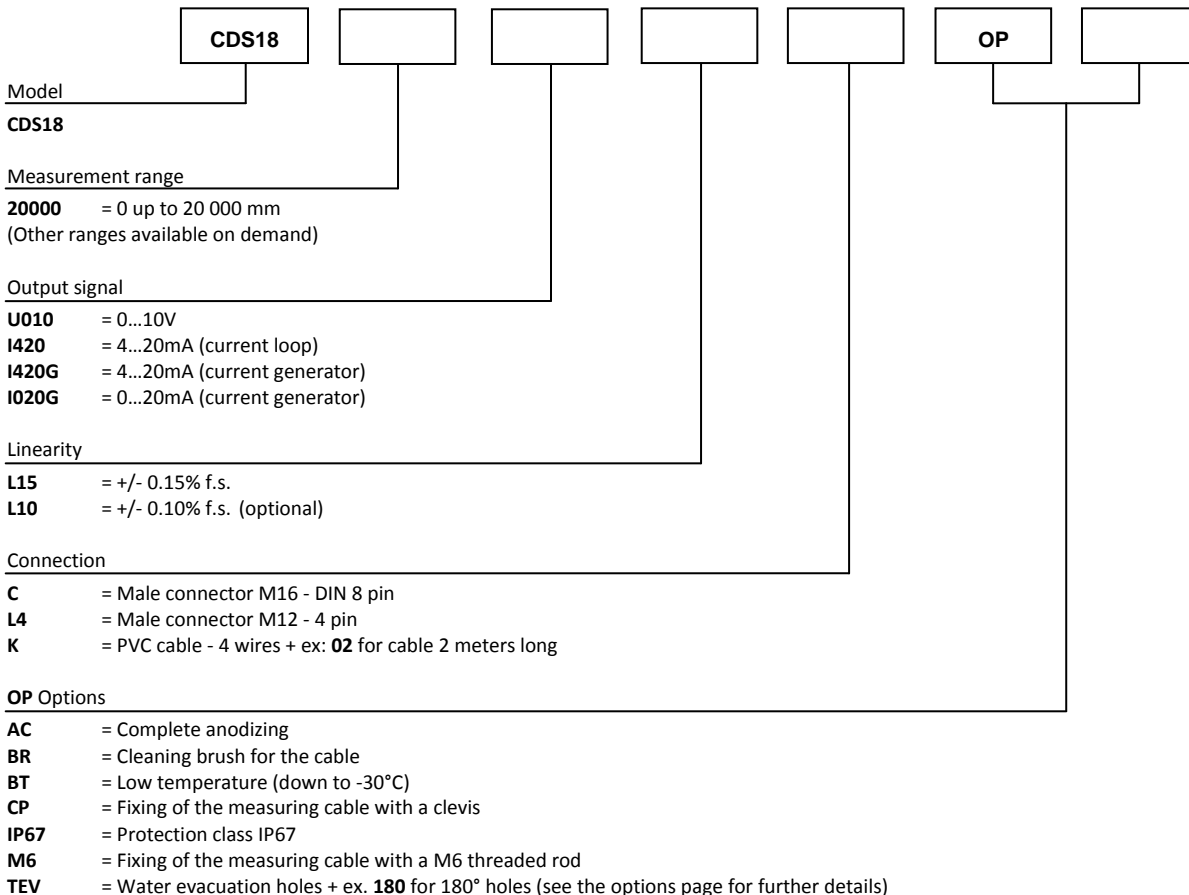 CDS18 OP
Model
CDS18
Measurement range
20000 = 0 up to 20 000 mm
(Other ranges available on demand)
Output signal
U010 = 0...10V
I420 = 4...20mA (current loop)
I420G = 4...20mA (current generator)
I020G = 0...20mA (current generator)
Linearity
L15 = +/- 0.15% f.s.
L10 = +/- 0.10% f.s. (optional)
Connection
C = Male connector M16 - DIN 8 pin
L4 = Male connector M12 - 4 pin
K = PVC cable - 4 wires + ex: 02 for cable 2 meters long
OP Options
AC = Complete anodizing
BR = Cleaning brush for the cable
BT = Low temperature (down to -30°C)
CP = Fixing of the measuring cable with a clevis
IP67 = Protection class IP67
M6 = Fixing of the measuring cable with a M6 threaded rod
TEV = Water evacuation holes + ex. 180 for 180° holes (see the options page for further details)